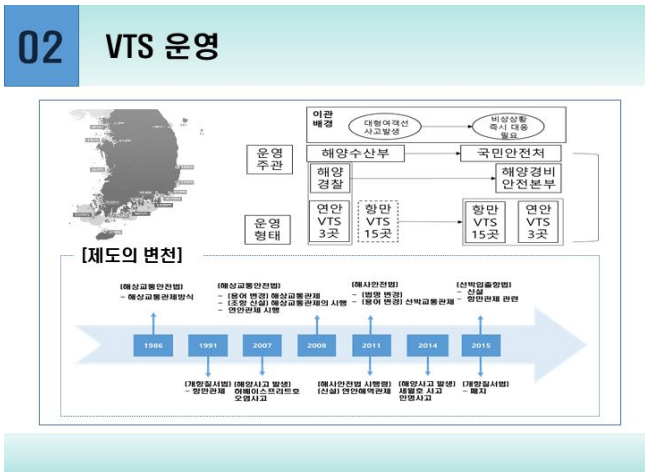 02
VTS 운영
이관
배경
대형여객선
사고발생
비상상황
즉시 대응
필요
운영
주관
해양수산부
국민안전처
해양
경찰
해양경비
안전본부
운영
형태
연안
VTS
3곳
항만
VTS
15곳
항만
VTS
15곳
연안
VTS
3곳
[제도의 변천]
(해상교통안전법)
- 해상교통관제방식
(해상교통안전법)
- (용어 변경) 해상교통관제
- (조항 신설) 해상교통관제의 시행
- 연안관제 시행
(해사안전법)
- (법명 변경)
- (용어 변경) 선박교통관제
(선박입출항법)
- 신설
- 항만관제 관련
1986
1991
2007
2008
2011
2014
2015
(개항질서법)
- 항만관제
(해양사고 발생)
허베이스프리트호
오염사고
(해사안전법 시행령)
(신설) 연안해역관제
(해양사고 발생)
세월호 사고
인명사고
(개항질서법)
- 폐지